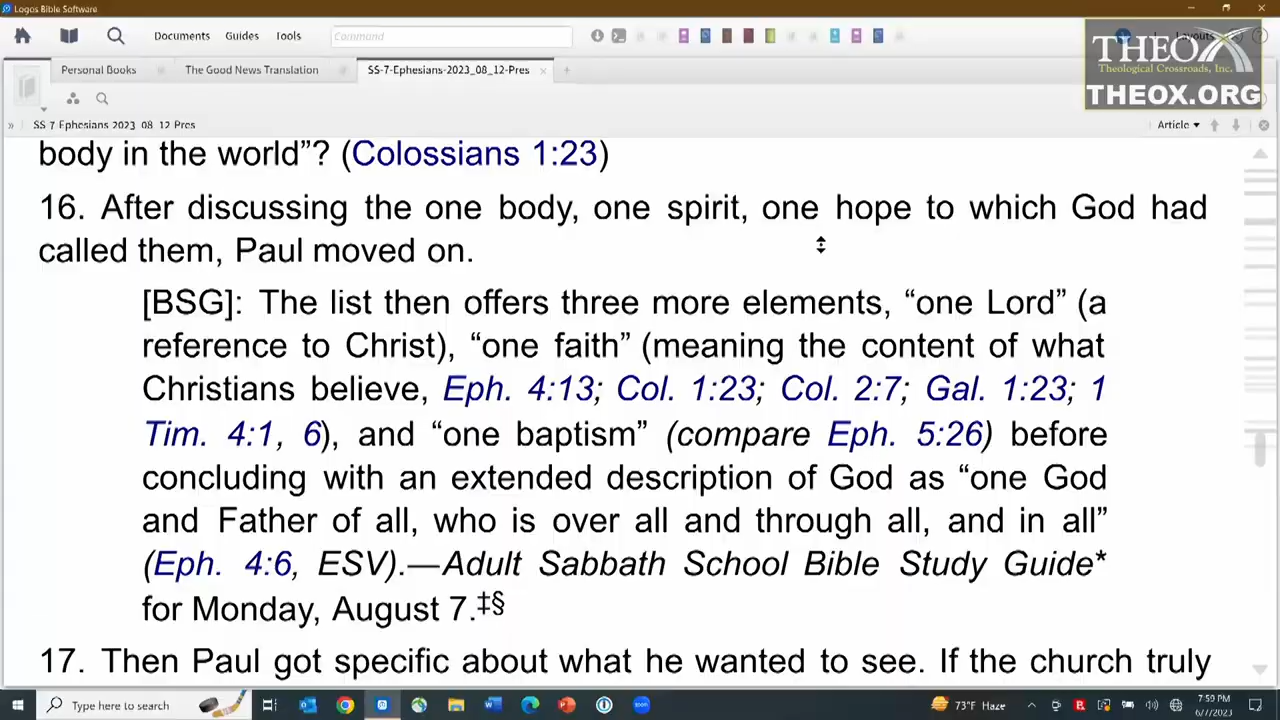 Logos Bible Software
Documents Guides Tools Command Layouts
THEOX
Theological Crossroads, Inc.
THEOX.ORG
Personal Books The Good News Translation SS-7-Ephesians-2023_08_12-Pres
» SS 7 Ephesians 2023 08 12 Pres Article
body in the world”? (Colossians 1:23)
16. After discussing the one body, one spirit, one hope to which God had
called them, Paul moved on.
[BSG]: The list then offers three more elements, “one Lord” (a
reference to Christ), “one faith” (meaning the content of what
Christians believe, Eph. 4:13; Col. 1:23; Col. 2:7; Gal. 1:23; 1
Tim. 4:1, 6), and “one baptism” (compare Eph. 5:26) before
concluding with an extended description of God as “one God
and Father of all, who is over all and through all, and in all”
(Eph. 4:6, ESV).—Adult Sabbath School Bible Study Guide*
for Monday, August 7.‡§
17. Then Paul got specific about what he wanted to see. If the church truly
Type here to search 73°F Haze 7:59 PM
6/7/2023